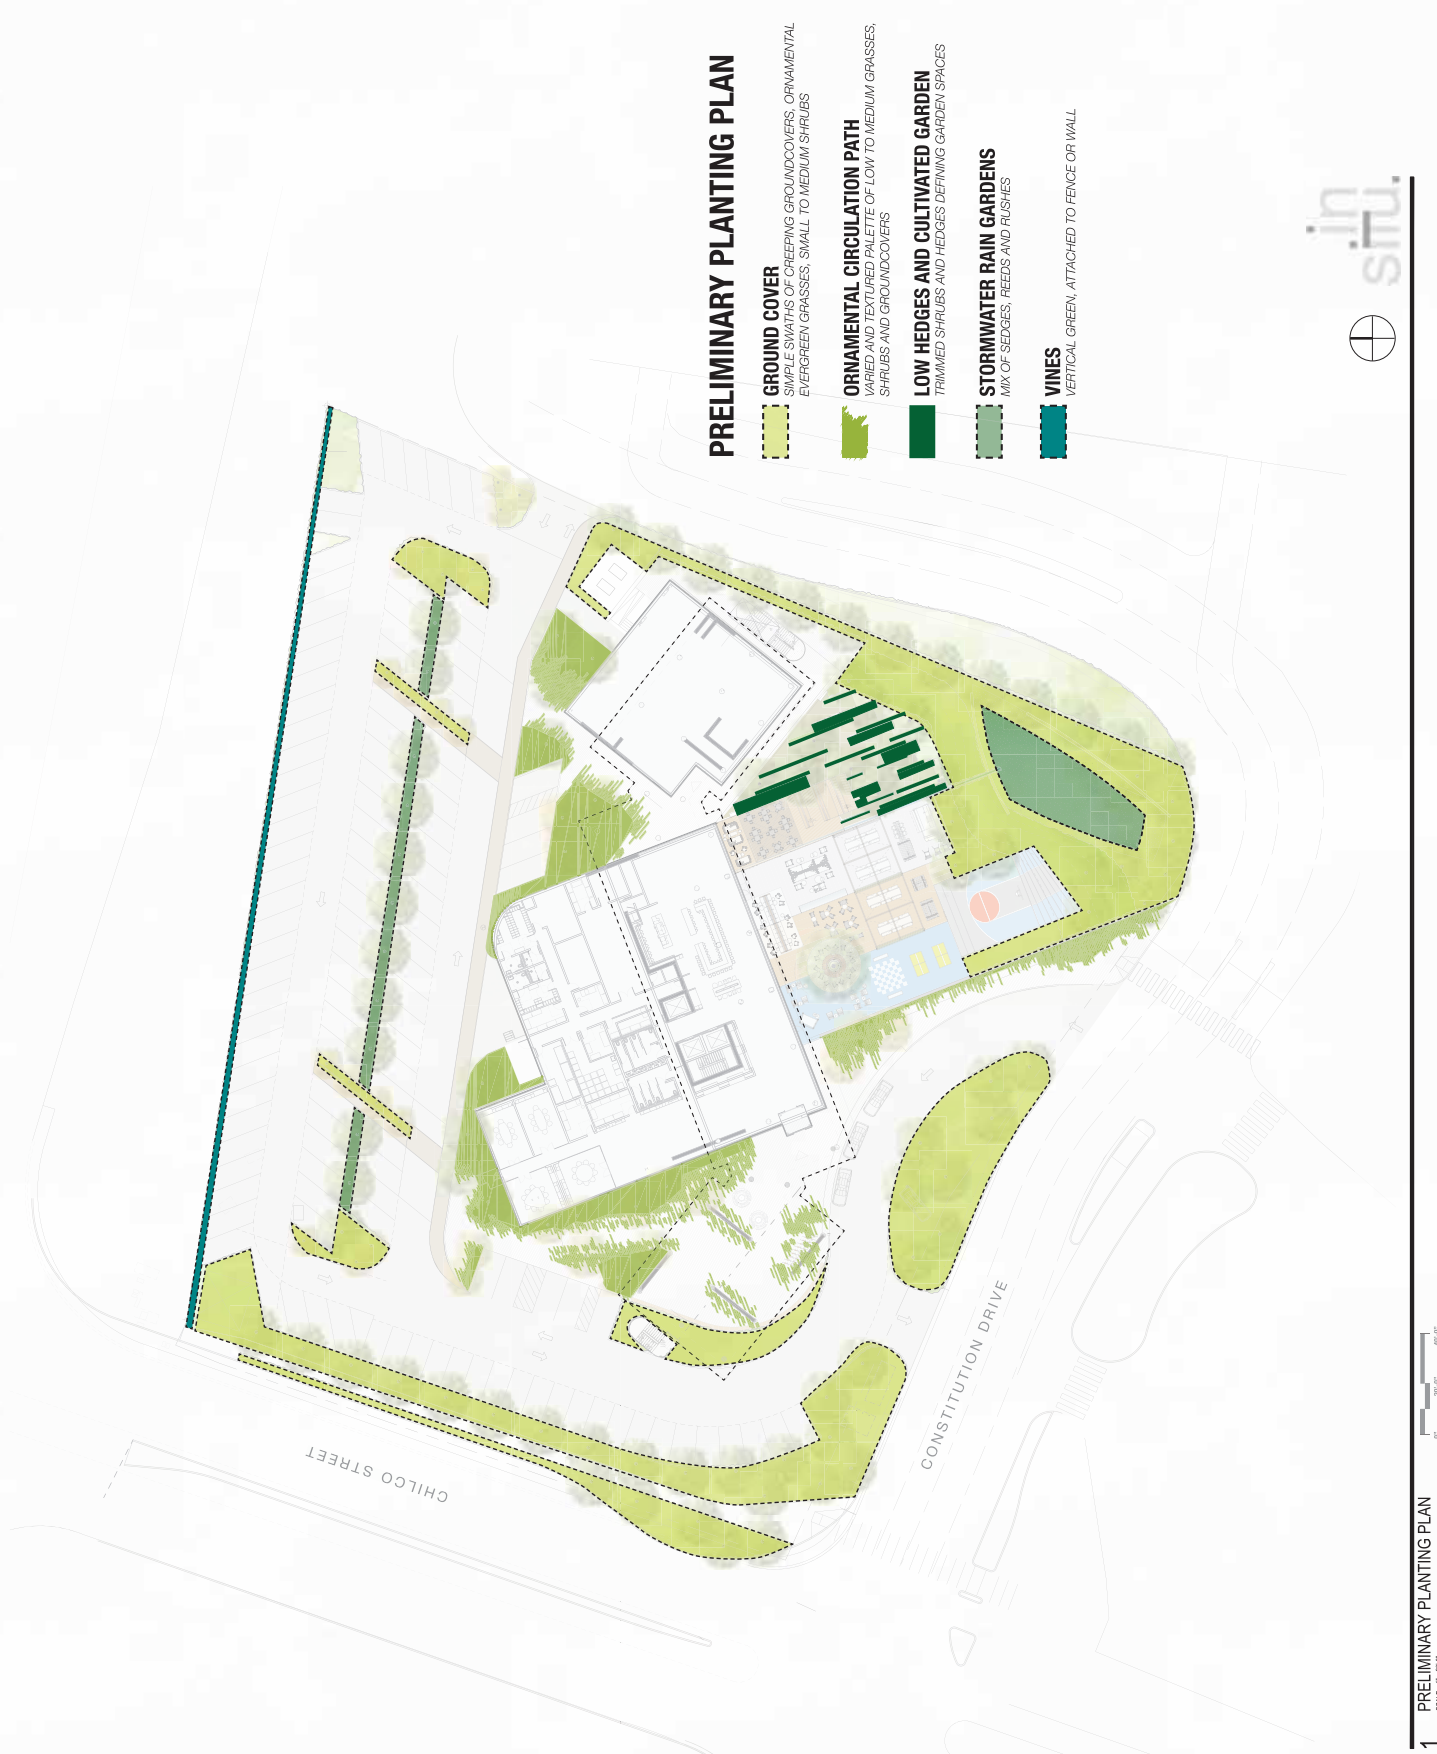 PRELIMINARY PLANTING PLAN
GROUND COVER
SIMPLE SWATHS OF CREEPING GROUNDCOVERS, ORNAMENTAL
EVERGREEN GRASSES, SMALL TO MEDIUM SHRUBS
ORNAMENTAL CIRCULATION PATH
VARIED AND TEXTURED PALETTE OF LOW TO MEDIUM GRASSES,
SHRUBS AND GROUNDCOVERS
LOW HEDGES AND CULTIVATED GARDEN
TRIMMED SHRUBS AND HEDGES DEFINING GARDEN SPACES
STORMWATER RAIN GARDENS
MIX OF SEDGES, REEDS AND RUSHES
VINES
VERTICAL GREEN, ATTACHED TO FENCE OR WALL
CHILCO STREET
CONSTITUTION DRIVE
in
situ.
1 PRELIMINARY PLANTING PLAN